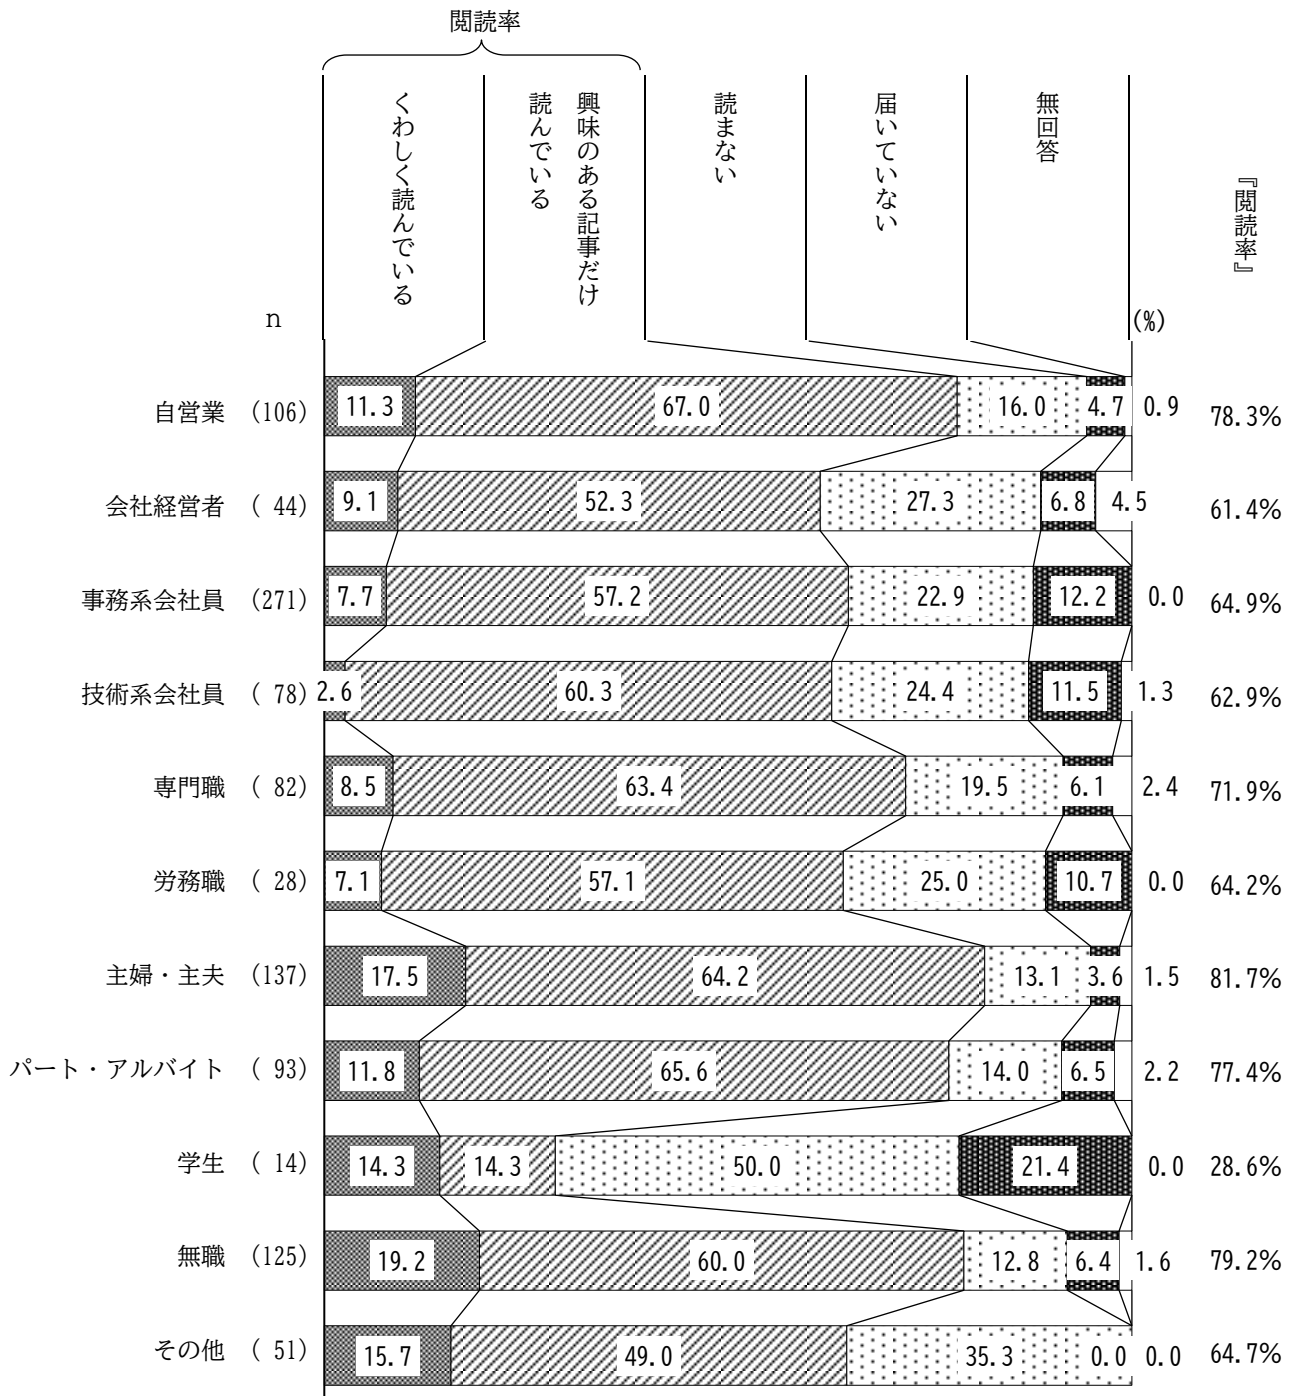 閲読率
くわしく読んでいる
興味のある記事だけ
読んでいる
読まない
届いていない
無回答
『閲読率』
n
(%)
自営業 (106) 11.3 67.0 16.0 4.7 0.9 78.3%
会社経営者 ( 44) 9.1 52.3 27.3 6.8 4.5 61.4%
事務系会社員 (271) 7.7 57.2 22.9 12.2 0.0 64.9%
技術系会社員 ( 78) 2.6 60.3 24.4 11.5 1.3 62.9%
専門職 ( 82) 8.5 63.4 19.5 6.1 2.4 71.9%
労務職 ( 28) 7.1 57.1 25.0 10.7 0.0 64.2%
主婦・主夫 (137) 17.5 64.2 13.1 3.6 1.5 81.7%
パート・アルバイト ( 93) 11.8 65.6 14.0 6.5 2.2 77.4%
学生 ( 14) 14.3 14.3 50.0 21.4 0.0 28.6%
無職 (125) 19.2 60.0 12.8 6.4 1.6 79.2%
その他 ( 51) 15.7 49.0 35.3 0.0 0.0 64.7%